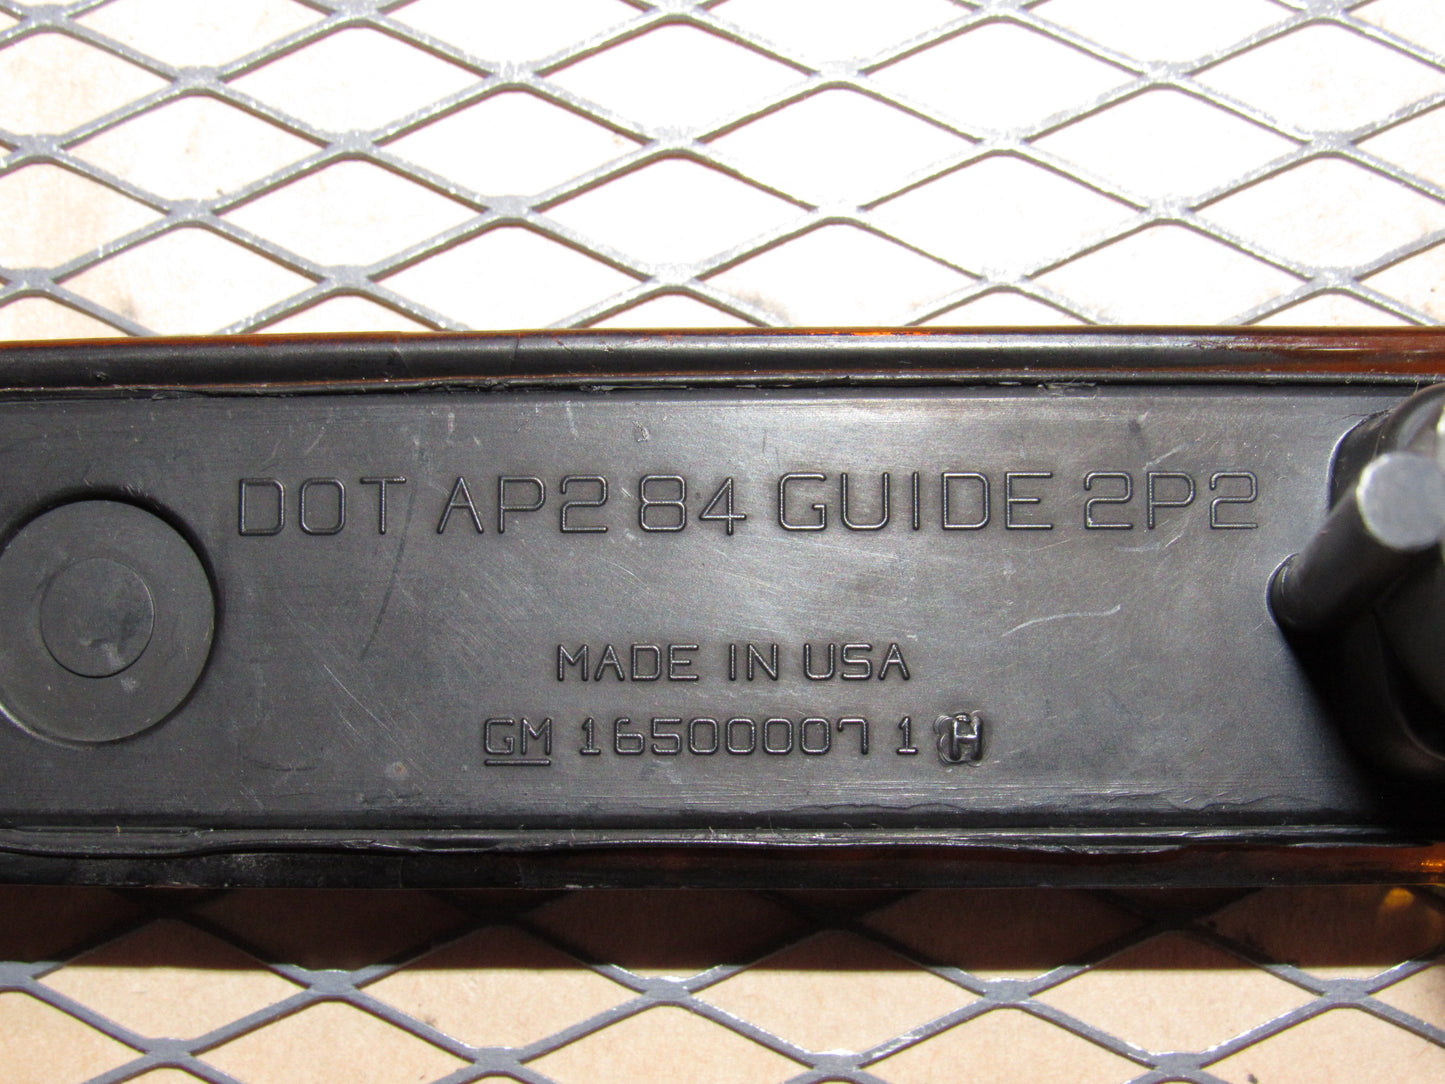 DOT AP2 84 GUIDE 2P2
MADE IN USA
GM 16500007 1 H